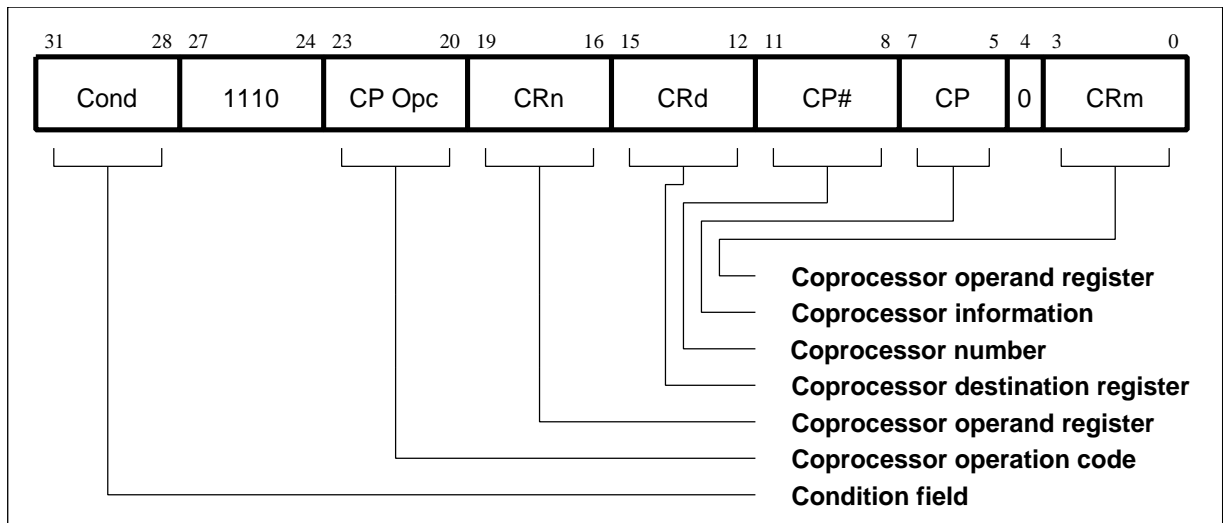 31 28 27 24 23 20 19 16 15 12 11 8 7 5 4 3 0
Cond 1110 CP Opc CRn CRd CP# CP 0 CRm
Coprocessor operand register
Coprocessor information
Coprocessor number
Coprocessor destination register
Coprocessor operand register
Coprocessor operation code
Condition field